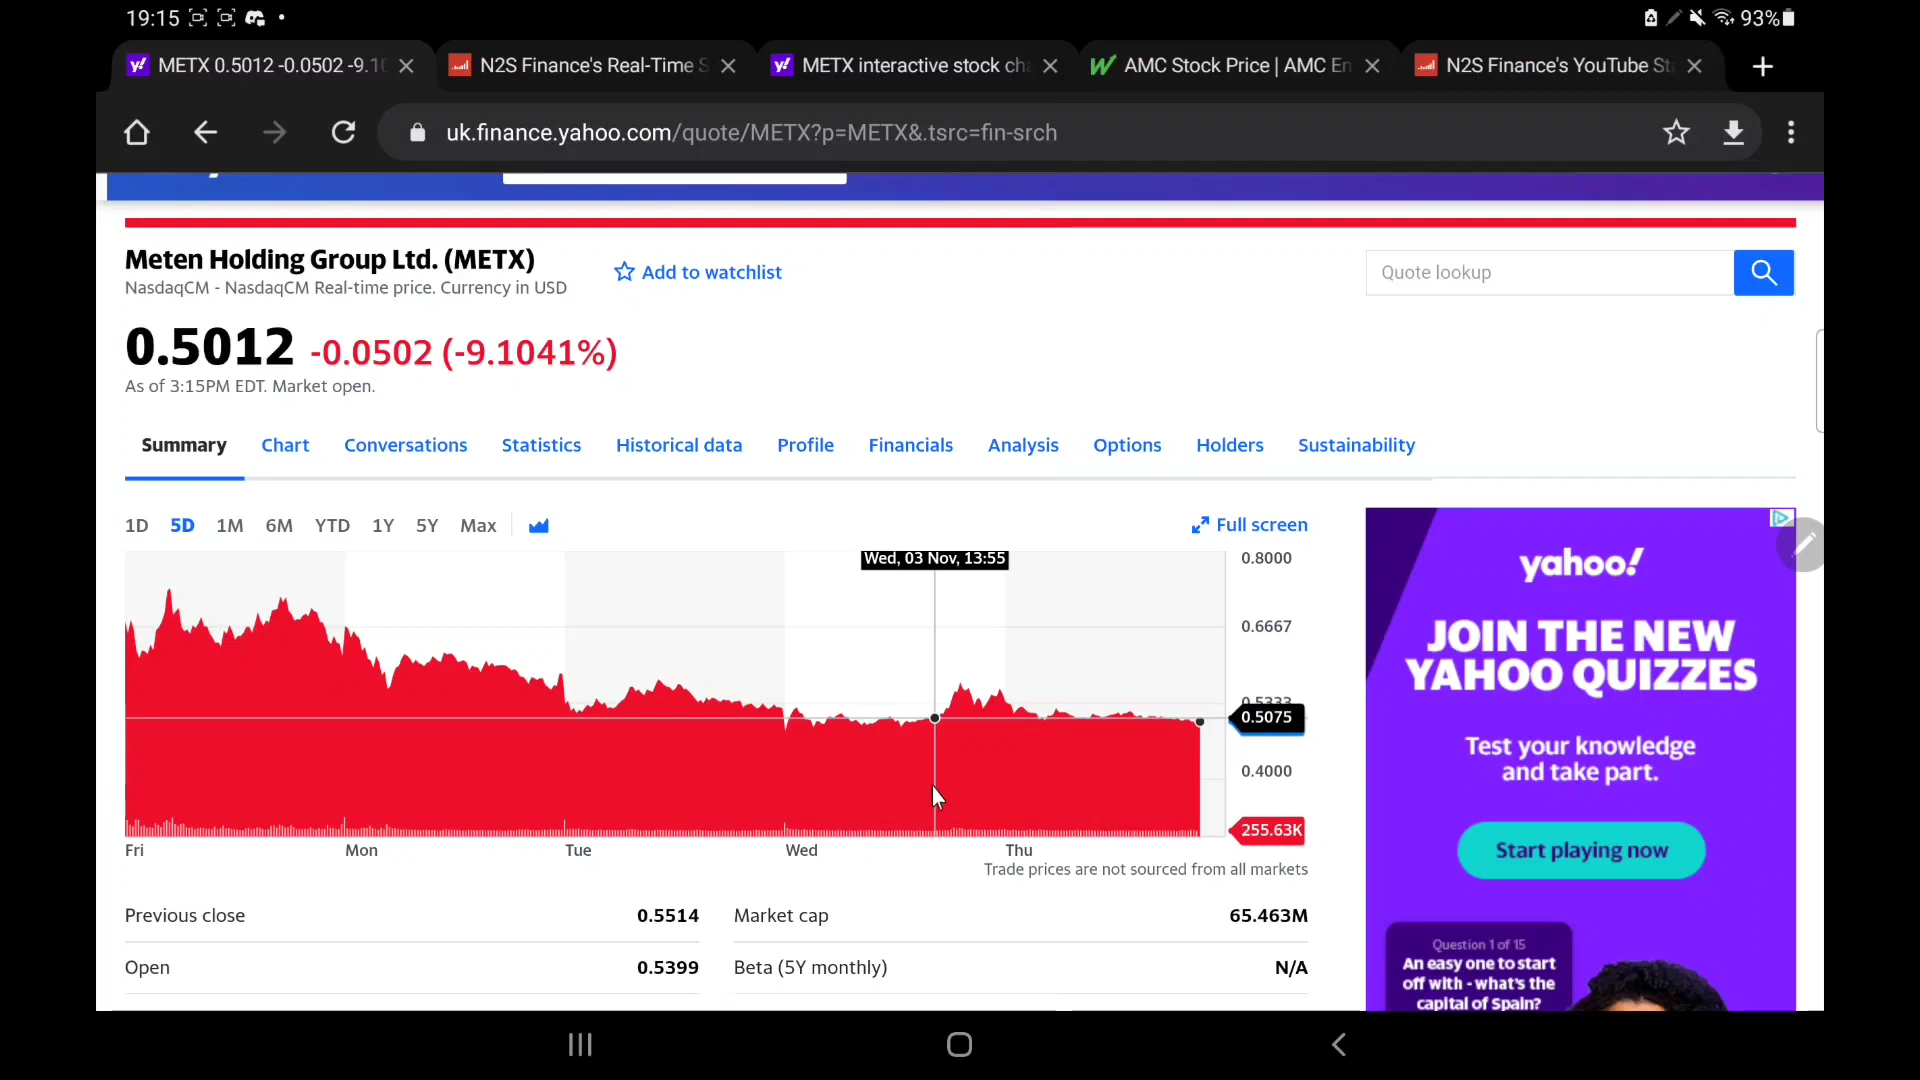 19:15
93%
METX 0.5012 -0.0502 -9.10
N2S Finance's Real-Time S
METX interactive stock cha
AMC Stock Price | AMC En
N2S Finance's YouTube Sta
uk.finance.yahoo.com/quote/METX?p=METX&.tsrc=fin-srch
Meten Holding Group Ltd. (METX)
NasdaqCM - NasdaqCM Real-time price. Currency in USD
Add to watchlist
Quote lookup
0.5012 -0.0502 (-9.1041%)
As of 3:15PM EDT. Market open.
Summary Chart Conversations Statistics Historical data Profile Financials Analysis Options Holders Sustainability
1D 5D 1M 6M YTD 1Y 5Y Max
Full screen
Wed, 03 Nov, 13:55
0.8000
0.6667
0.5333
0.5075
0.4000
255.63K
Fri Mon Tue Wed Thu
Trade prices are not sourced from all markets
Previous close 0.5514
Market cap 65.463M
Open 0.5399
Beta (5Y monthly) N/A
yahoo!
JOIN THE NEW
YAHOO QUIZZES
Test your knowledge
and take part.
Start playing now
Question 1 of 15
An easy one to start
off with - what's the
capital of Spain?